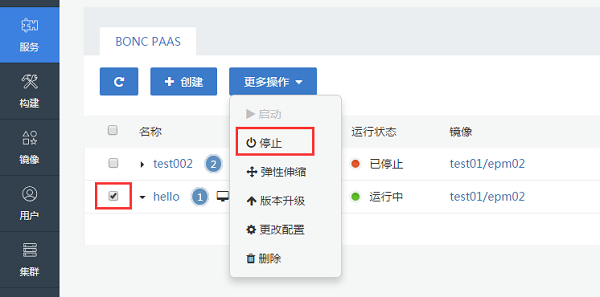 服务
构建
镜像
用户
集群
BONC PAAS
创建 更多操作
启动
停止
弹性伸缩
版本升级
更改配置
删除
名称 运行状态 镜像
test002 2 已停止 test01/epm02
hello 1 运行中 test01/epm02